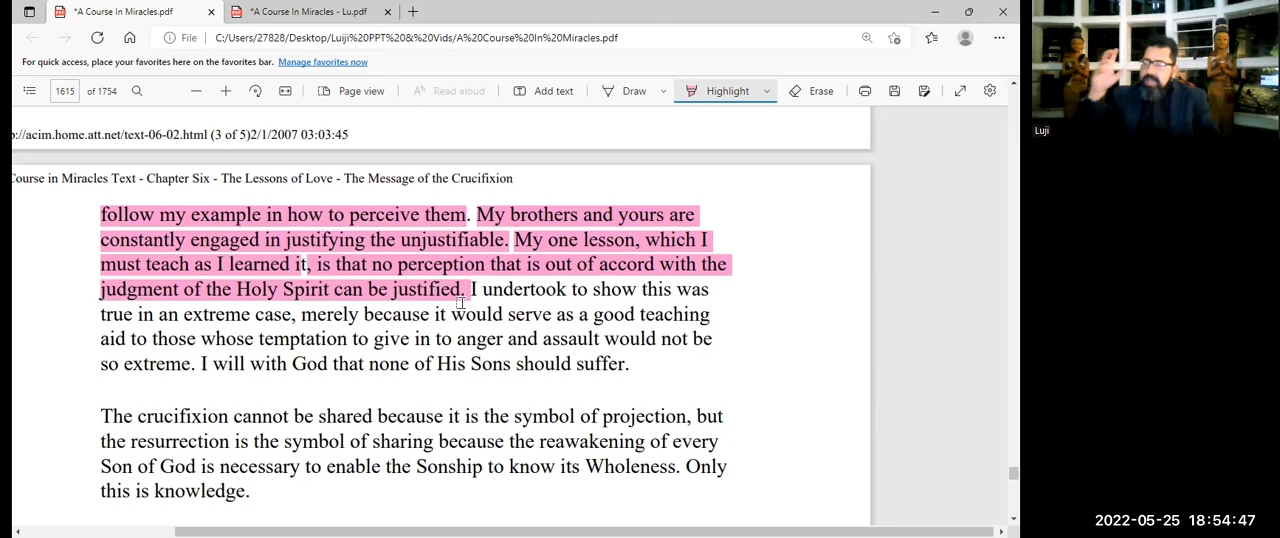 *A Course In Miracles.pdf
*A Course In Miracles - Lu.pdf
File
C:/Users/27828/Desktop/Luiji%20PPT%20&%20Vids/A%20Course%20In%20Miracles.pdf
For quick access, place your favorites here on the favorites bar. Manage favorites now
1615 of 1754
Page view
Read aloud
Add text
Draw
Highlight
Erase
Luji
p://acim.home.att.net/text-06-02.html (3 of 5)2/1/2007 03:03:45
Course in Miracles Text - Chapter Six - The Lessons of Love - The Message of the Crucifixion
follow my example in how to perceive them. My brothers and yours are
constantly engaged in justifying the unjustifiable. My one lesson, which I
must teach as I learned it, is that no perception that is out of accord with the
judgment of the Holy Spirit can be justified. I undertook to show this was
true in an extreme case, merely because it would serve as a good teaching
aid to those whose temptation to give in to anger and assault would not be
so extreme. I will with God that none of His Sons should suffer.
The crucifixion cannot be shared because it is the symbol of projection, but
the resurrection is the symbol of sharing because the reawakening of every
Son of God is necessary to enable the Sonship to know its Wholeness. Only
this is knowledge.
2022-05-25 18:54:47